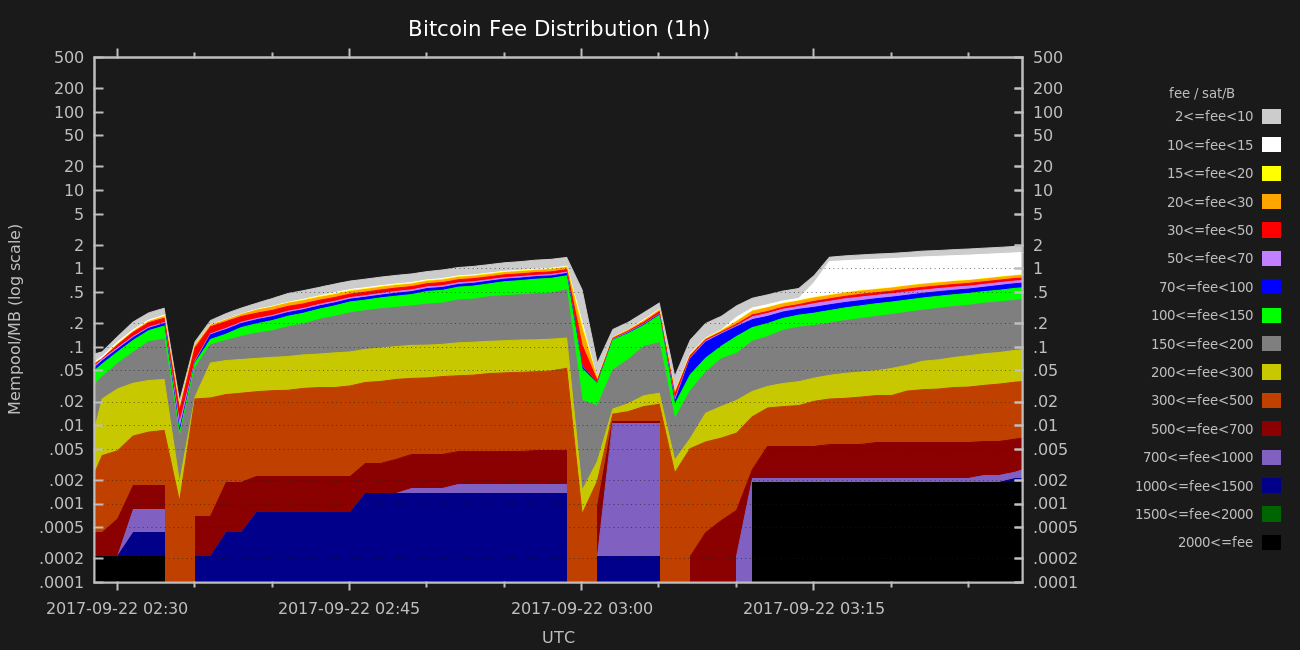 Bitcoin Fee Distribution (1h)
Mempool/MB (log scale)
500
200
100
50
20
10
5
2
1
.5
.2
.1
.05
.02
.01
.005
.002
.001
.0005
.0002
.0001
500
200
100
50
20
10
5
2
1
.5
.2
.1
.05
.02
.01
.005
.002
.001
.0005
.0002
.0001
2017-09-22 02:30
2017-09-22 02:45
2017-09-22 03:00
2017-09-22 03:15
UTC
fee / sat/B
2<=fee<10
10<=fee<15
15<=fee<20
20<=fee<30
30<=fee<50
50<=fee<70
70<=fee<100
100<=fee<150
150<=fee<200
200<=fee<300
300<=fee<500
500<=fee<700
700<=fee<1000
1000<=fee<1500
1500<=fee<2000
2000<=fee